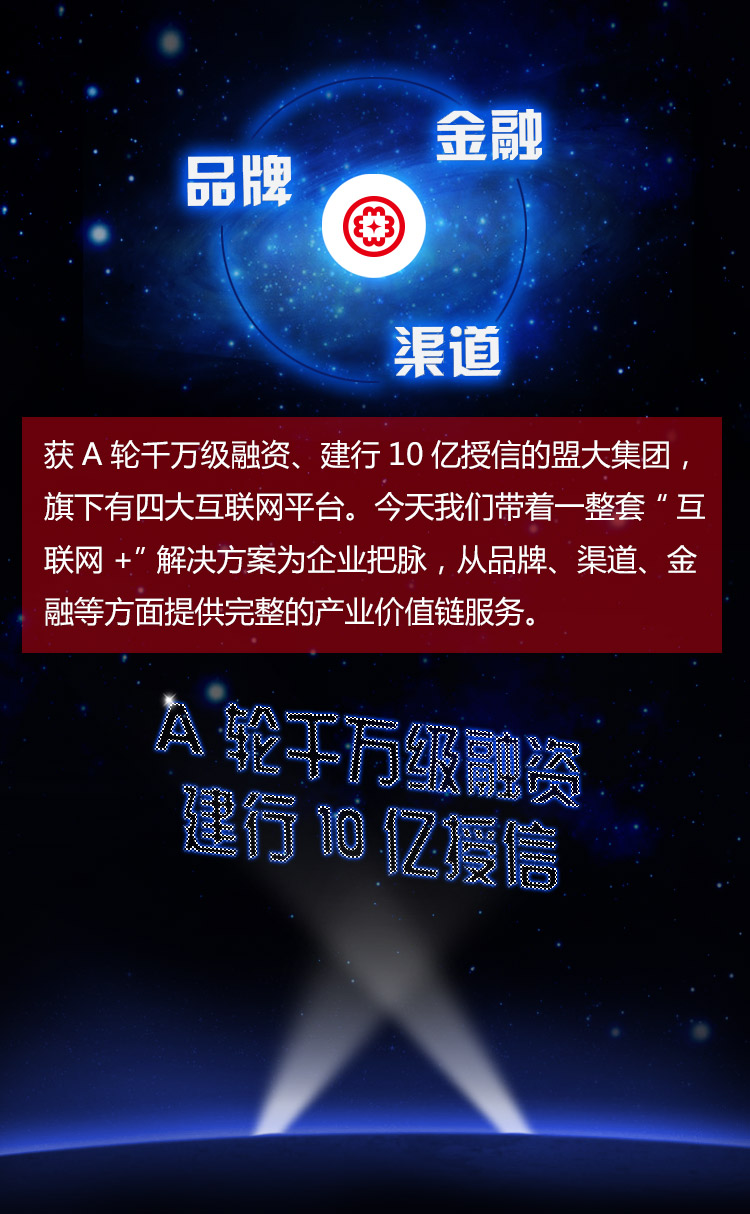 品牌
金融
渠道
获 A 轮千万级融资、建行 10 亿授信的盟大集团，
旗下有四大互联网平台。今天我们带着一整套 “ 互
联网 +” 解决方案为企业把脉，从品牌、渠道、金
融等方面提供完整的产业价值链服务。
A 轮千万级融资
建行 10 亿授信